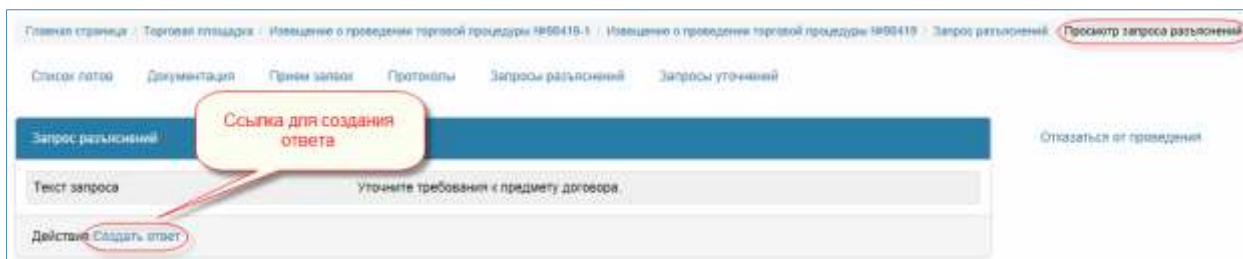 Главная страница / Торговая площадка / Извещение о проведении торговой процедуры №98419-1 / Извещение о проведении торговой процедуры №98419 / Запрос разъяснений / Просмотр запроса разъяснений
Список лотов Документация Прием заявок Протоколы Запросы разъяснений Запросы уточнений
Ссылка для создания
ответа
Запрос разъяснений
Отказаться от проведения
Текст запроса Уточните требования к предмету договора.
Действия Создать ответ